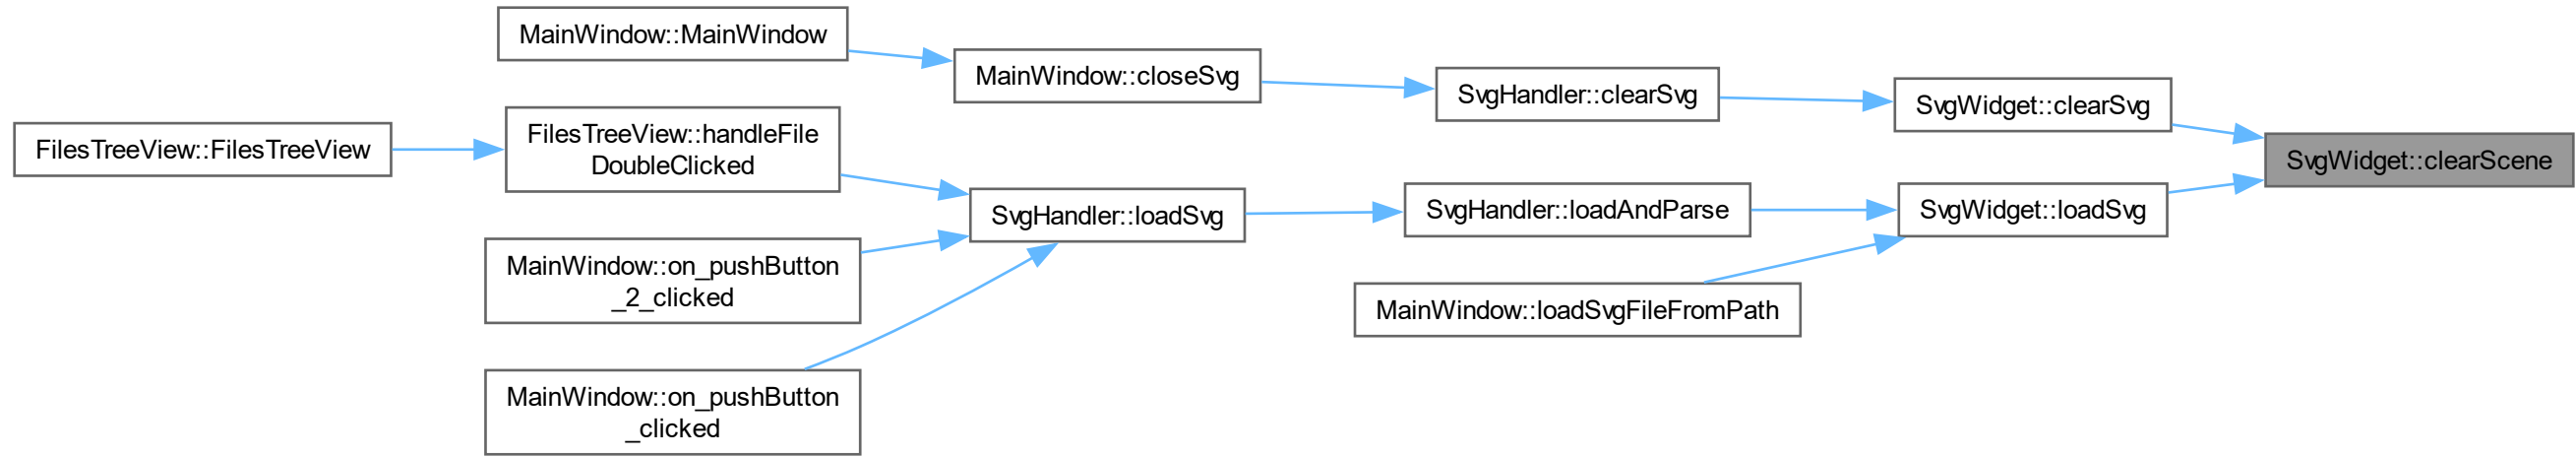 MainWindow::MainWindow
MainWindow::closeSvg
SvgHandler::clearSvg
SvgWidget::clearSvg
FilesTreeView::FilesTreeView
FilesTreeView::handleFile
DoubleClicked
SvgWidget::clearScene
SvgHandler::loadSvg
SvgHandler::loadAndParse
SvgWidget::loadSvg
MainWindow::on_pushButton
_2_clicked
MainWindow::loadSvgFileFromPath
MainWindow::on_pushButton
_clicked